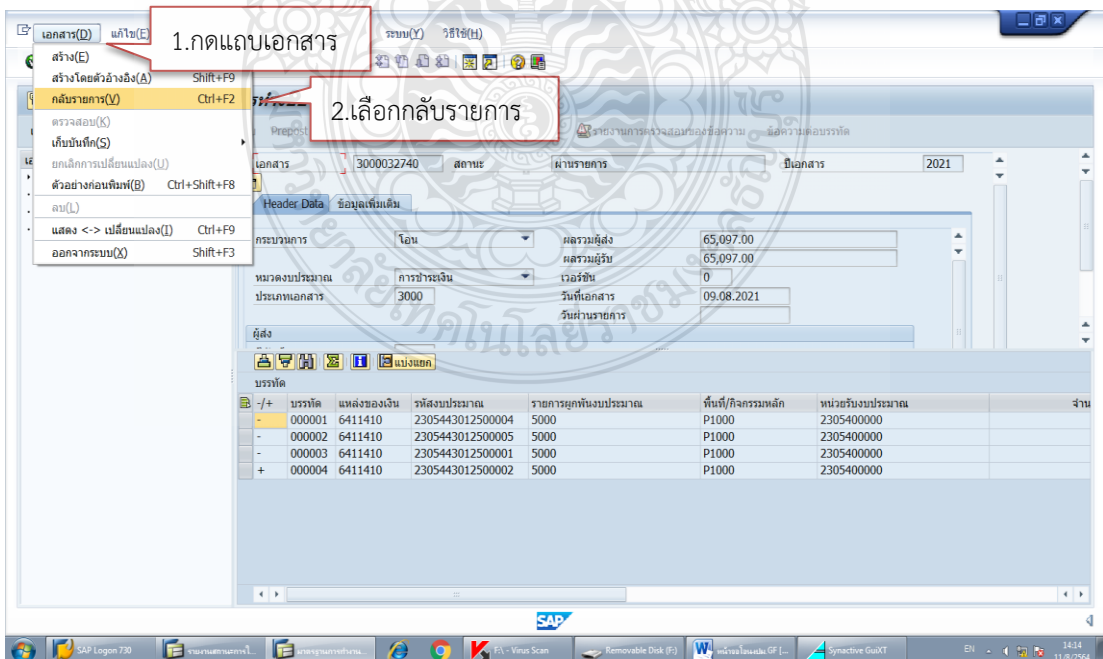 เอกสาร(D) แก้ไข(E) ระบบ(Y) วิธีใช้(H)
1.กดแถบเอกสาร
สร้าง(E)
สร้างโดยตัวอ้างอิง(A) Shift+F9
กลับรายการ(V) Ctrl+F2
2.เลือกกลับรายการ
ตรวจสอบ(K)
Prepost รายงานการตรวจสอบของข้อความ ข้อความตอบรรทัด
เก็บบันทึก(S)
ยกเลิกการเปลี่ยนแปลง(U)
เอกสาร 3000032740 สถานะ ผ่านรายการ ปีเอกสาร 2021
ตัวอย่างก่อนพิมพ์(B) Ctrl+Shift+F8
ลบ(L)
Header Data ข้อมูลเพิ่มเติม
แสดง <-> เปลี่ยนแปลง(I) Ctrl+F9
ออกจากระบบ(X) Shift+F3
กระบวนการ โอน ผลรวมผู้ส่ง 65,097.00
ผลรวมผู้รับ 65,097.00
หมวดงบประมาณ การชำระเงิน เวอร์ชัน 0
ประเภทเอกสาร 3000 วันที่เอกสาร 09.08.2021
วันผ่านรายการ
ผู้ส่ง
แบ่งแยก
บรรทัด
-/+ บรรทัด แหล่งของเงิน รหัสงบประมาณ รายการผูกพันงบประมาณ พื้นที่/กิจกรรมหลัก หน่วยรับงบประมาณ จำน
- 000001 6411410 2305443012500004 5000 P1000 2305400000
- 000002 6411410 2305443012500005 5000 P1000 2305400000
- 000003 6411410 2305443012500001 5000 P1000 2305400000
+ 000004 6411410 2305443012500002 5000 P1000 2305400000
SAP
SAP Logon 730 F:\ - Virus Scan Removable Disk (F:) Synactive GuiXT EN 14:14
11/8/2564